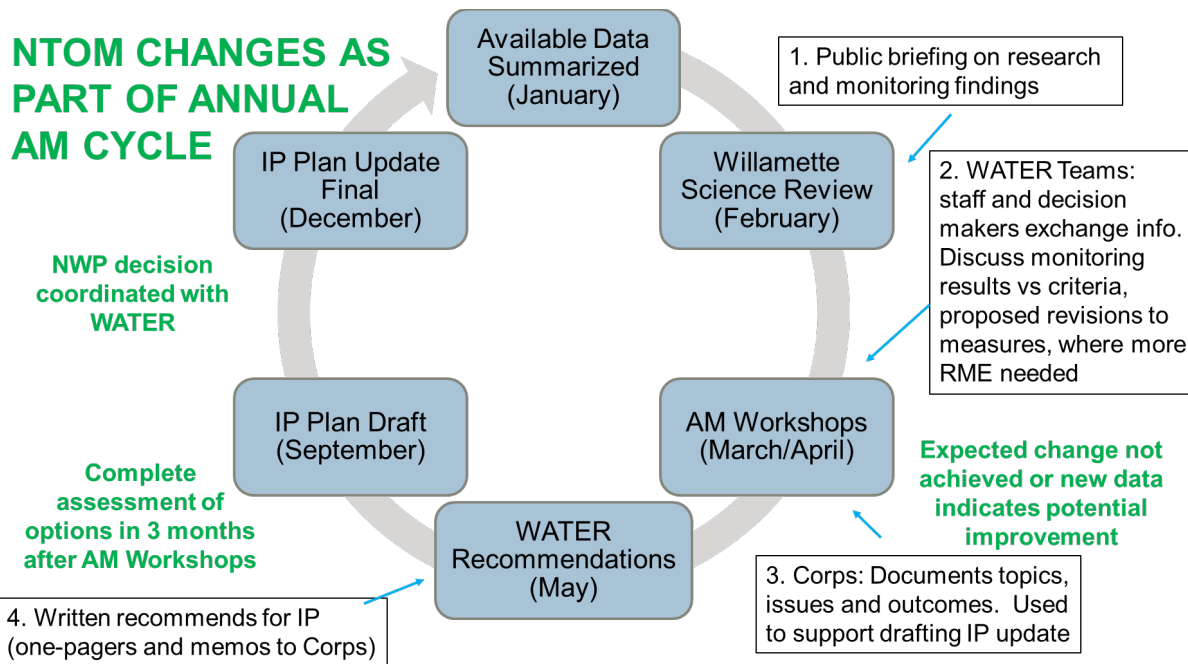 NTOM CHANGES AS
PART OF ANNUAL
AM CYCLE
Available Data
Summarized
(January)
1. Public briefing on research
and monitoring findings
Willamette
Science Review
(February)
2. WATER Teams:
staff and decision
makers exchange info.
Discuss monitoring
results vs criteria,
proposed revisions to
measures, where more
RME needed
AM Workshops
(March/April)
Expected change not
achieved or new data
indicates potential
improvement
3. Corps: Documents topics,
issues and outcomes.  Used
to support drafting IP update
WATER
Recommendations
(May)
4. Written recommends for IP
(one-pagers and memos to Corps)
Complete
assessment of
options in 3 months
after AM Workshops
IP Plan Draft
(September)
NWP decision
coordinated with
WATER
IP Plan Update
Final
(December)